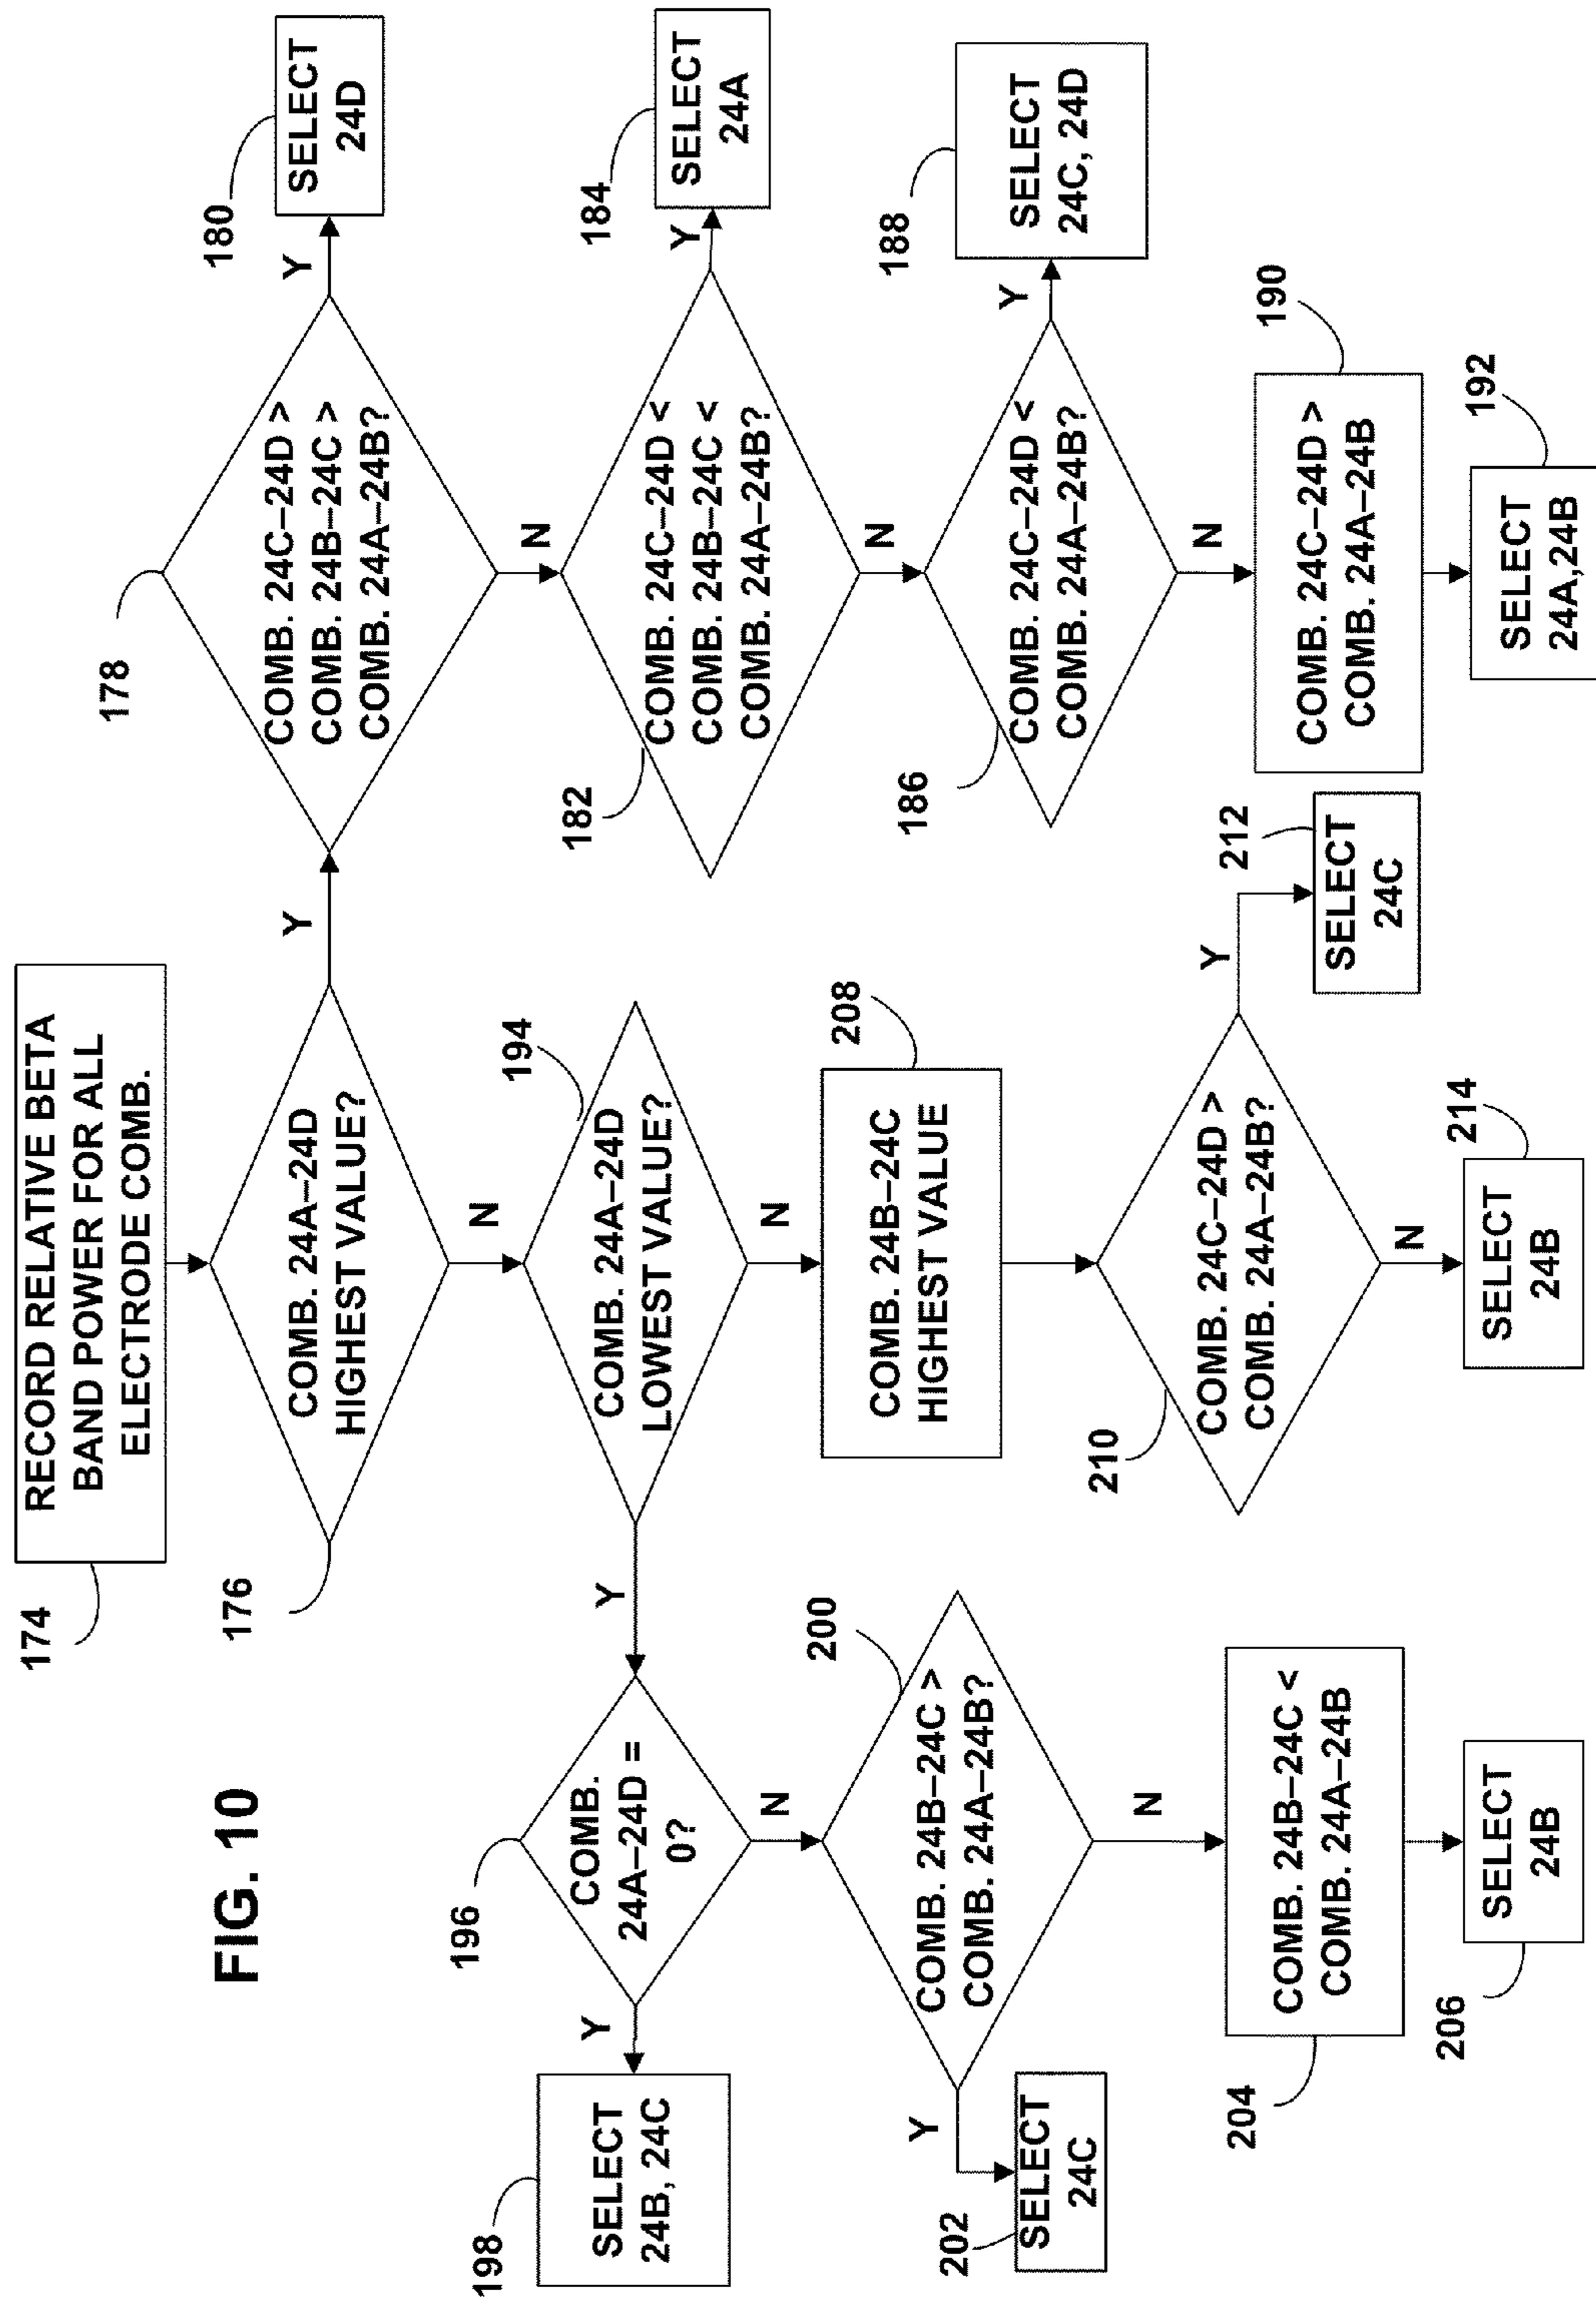 FIG. 10
174
RECORD RELATIVE BETA
BAND POWER FOR ALL
ELECTRODE COMB.
176
COMB. 24A–24D
HIGHEST VALUE?
Y
N
178
COMB. 24C–24D >
COMB. 24B–24C >
COMB. 24A–24B?
Y
180
SELECT
24D
N
182
COMB. 24C–24D <
COMB. 24B–24C <
COMB. 24A–24B?
Y
184
SELECT
24A
N
186
COMB. 24C–24D <
COMB. 24A–24B?
Y
188
SELECT
24C, 24D
N
190
COMB. 24C–24D >
COMB. 24A–24B
192
SELECT
24A,24B
194
COMB. 24A–24D
LOWEST VALUE?
Y
N
196
COMB.
24A–24D =
0?
Y
198
SELECT
24B, 24C
N
200
COMB. 24B–24C >
COMB. 24A–24B?
Y
202
SELECT
24C
N
204
COMB. 24B–24C <
COMB. 24A–24B
206
SELECT
24B
208
COMB. 24B–24C
HIGHEST VALUE
210
COMB. 24C–24D >
COMB. 24A–24B?
Y
212
SELECT
24C
N
214
SELECT
24B